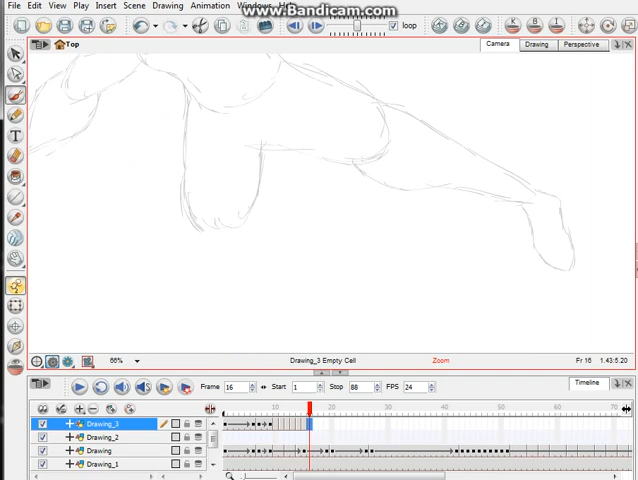 File Edit View Play Insert Scene Drawing Animation Windows
www.Bandicam.com
loop
K B I
Top
Camera Drawing Perspective
T
66% Drawing_3 Empty Cell Zoom Fr 16 1.43:5.20
Timeline
Frame 16 Start 1 Stop 88 FPS 24
10 20 30 40 50 60 70
Drawing_3
Drawing_2
Drawing
Drawing_1